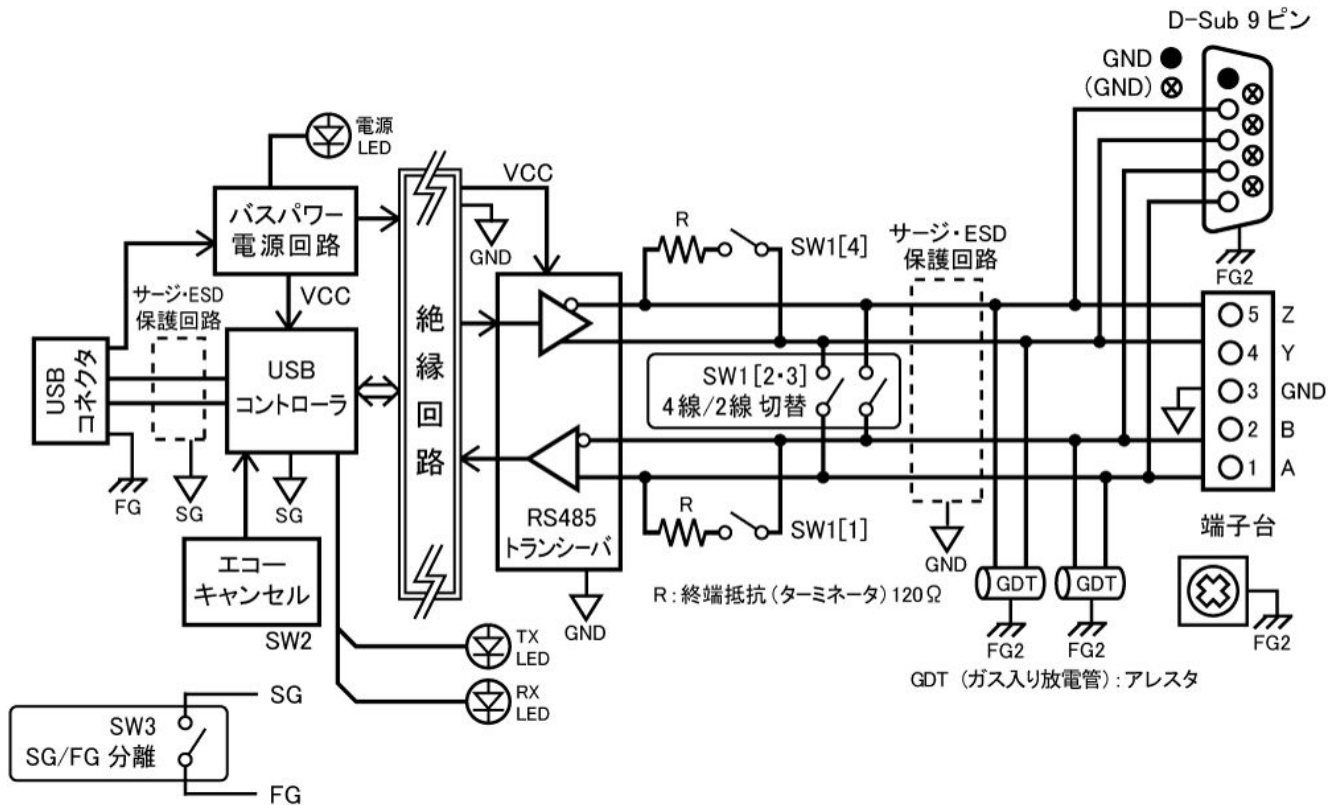 D-Sub 9 ピン
GND
(GND)
FG2
電源
LED
バスパワー
電源回路
VCC
サージ・ESD
保護回路
USB
コネクタ
FG
SG
USB
コントローラ
SG
エコー
キャンセル
SW2
絶縁回路
VCC
GND
RS485
トランシーバ
GND
TX
LED
RX
LED
R
SW1[4]
SW1[2・3]
4線/2線 切替
R
SW1[1]
R:終端抵抗(ターミネータ)120Ω
サージ・ESD
保護回路
GND
GDT
FG2
GDT
FG2
GDT (ガス入り放電管):アレスタ
5 Z
4 Y
3 GND
2 B
1 A
端子台
FG2
SG
SW3
SG/FG 分離
FG